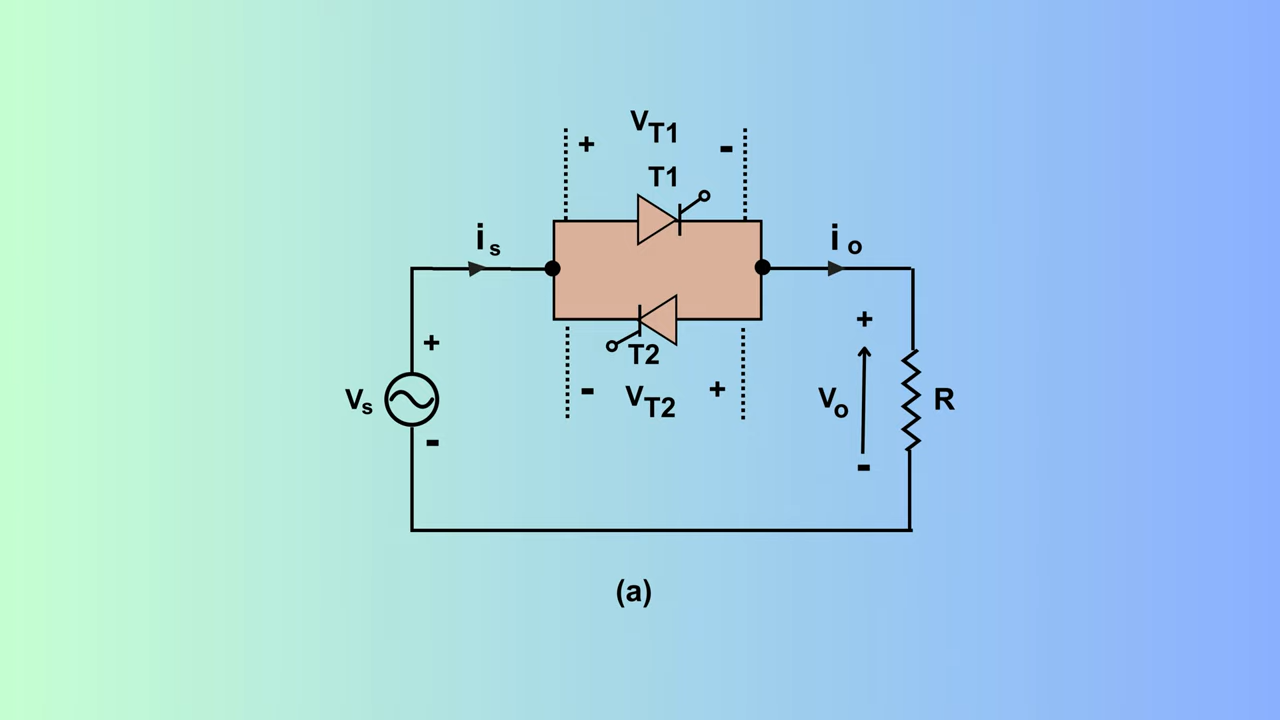 + VT1 -
T1
is
io
+
+
T2
Vs
- VT2 +
Vo
R
-
-
(a)